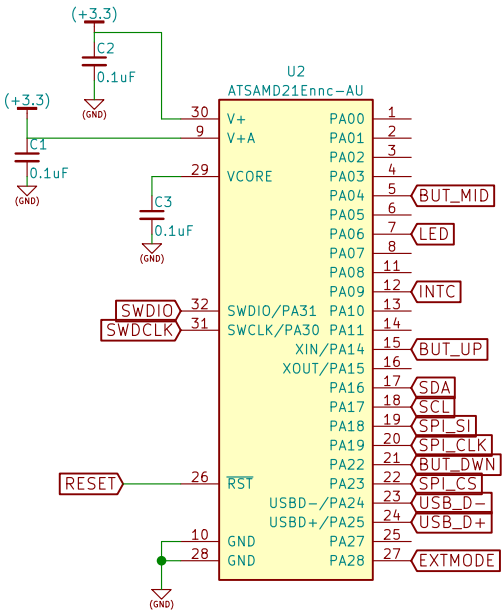 (+3.3)
C2
0.1uF
(GND)
(+3.3)
C1
0.1uF
(GND)
C3
0.1uF
(GND)
U2
ATSAMD21Ennc-AU
30 V+ PA00 1
9 V+A PA01 2
PA02 3
29 VCORE PA03 4
PA04 5 BUT_MID
PA05 6
PA06 7 LED
PA07 8
PA08 11
PA09 12 INTC
SWDIO 32 SWDIO/PA31 PA10 13
SWDCLK 31 SWCLK/PA30 PA11 14
XIN/PA14 15 BUT_UP
XOUT/PA15 16
PA16 17 SDA
PA17 18 SCL
PA18 19 SPI_SI
PA19 20 SPI_CLK
PA22 21 BUT_DWN
RESET 26 RST PA23 22 SPI_CS
USBD-/PA24 23 USB_D-
USBD+/PA25 24 USB_D+
10 GND PA27 25
28 GND PA28 27 EXTMODE
(GND)